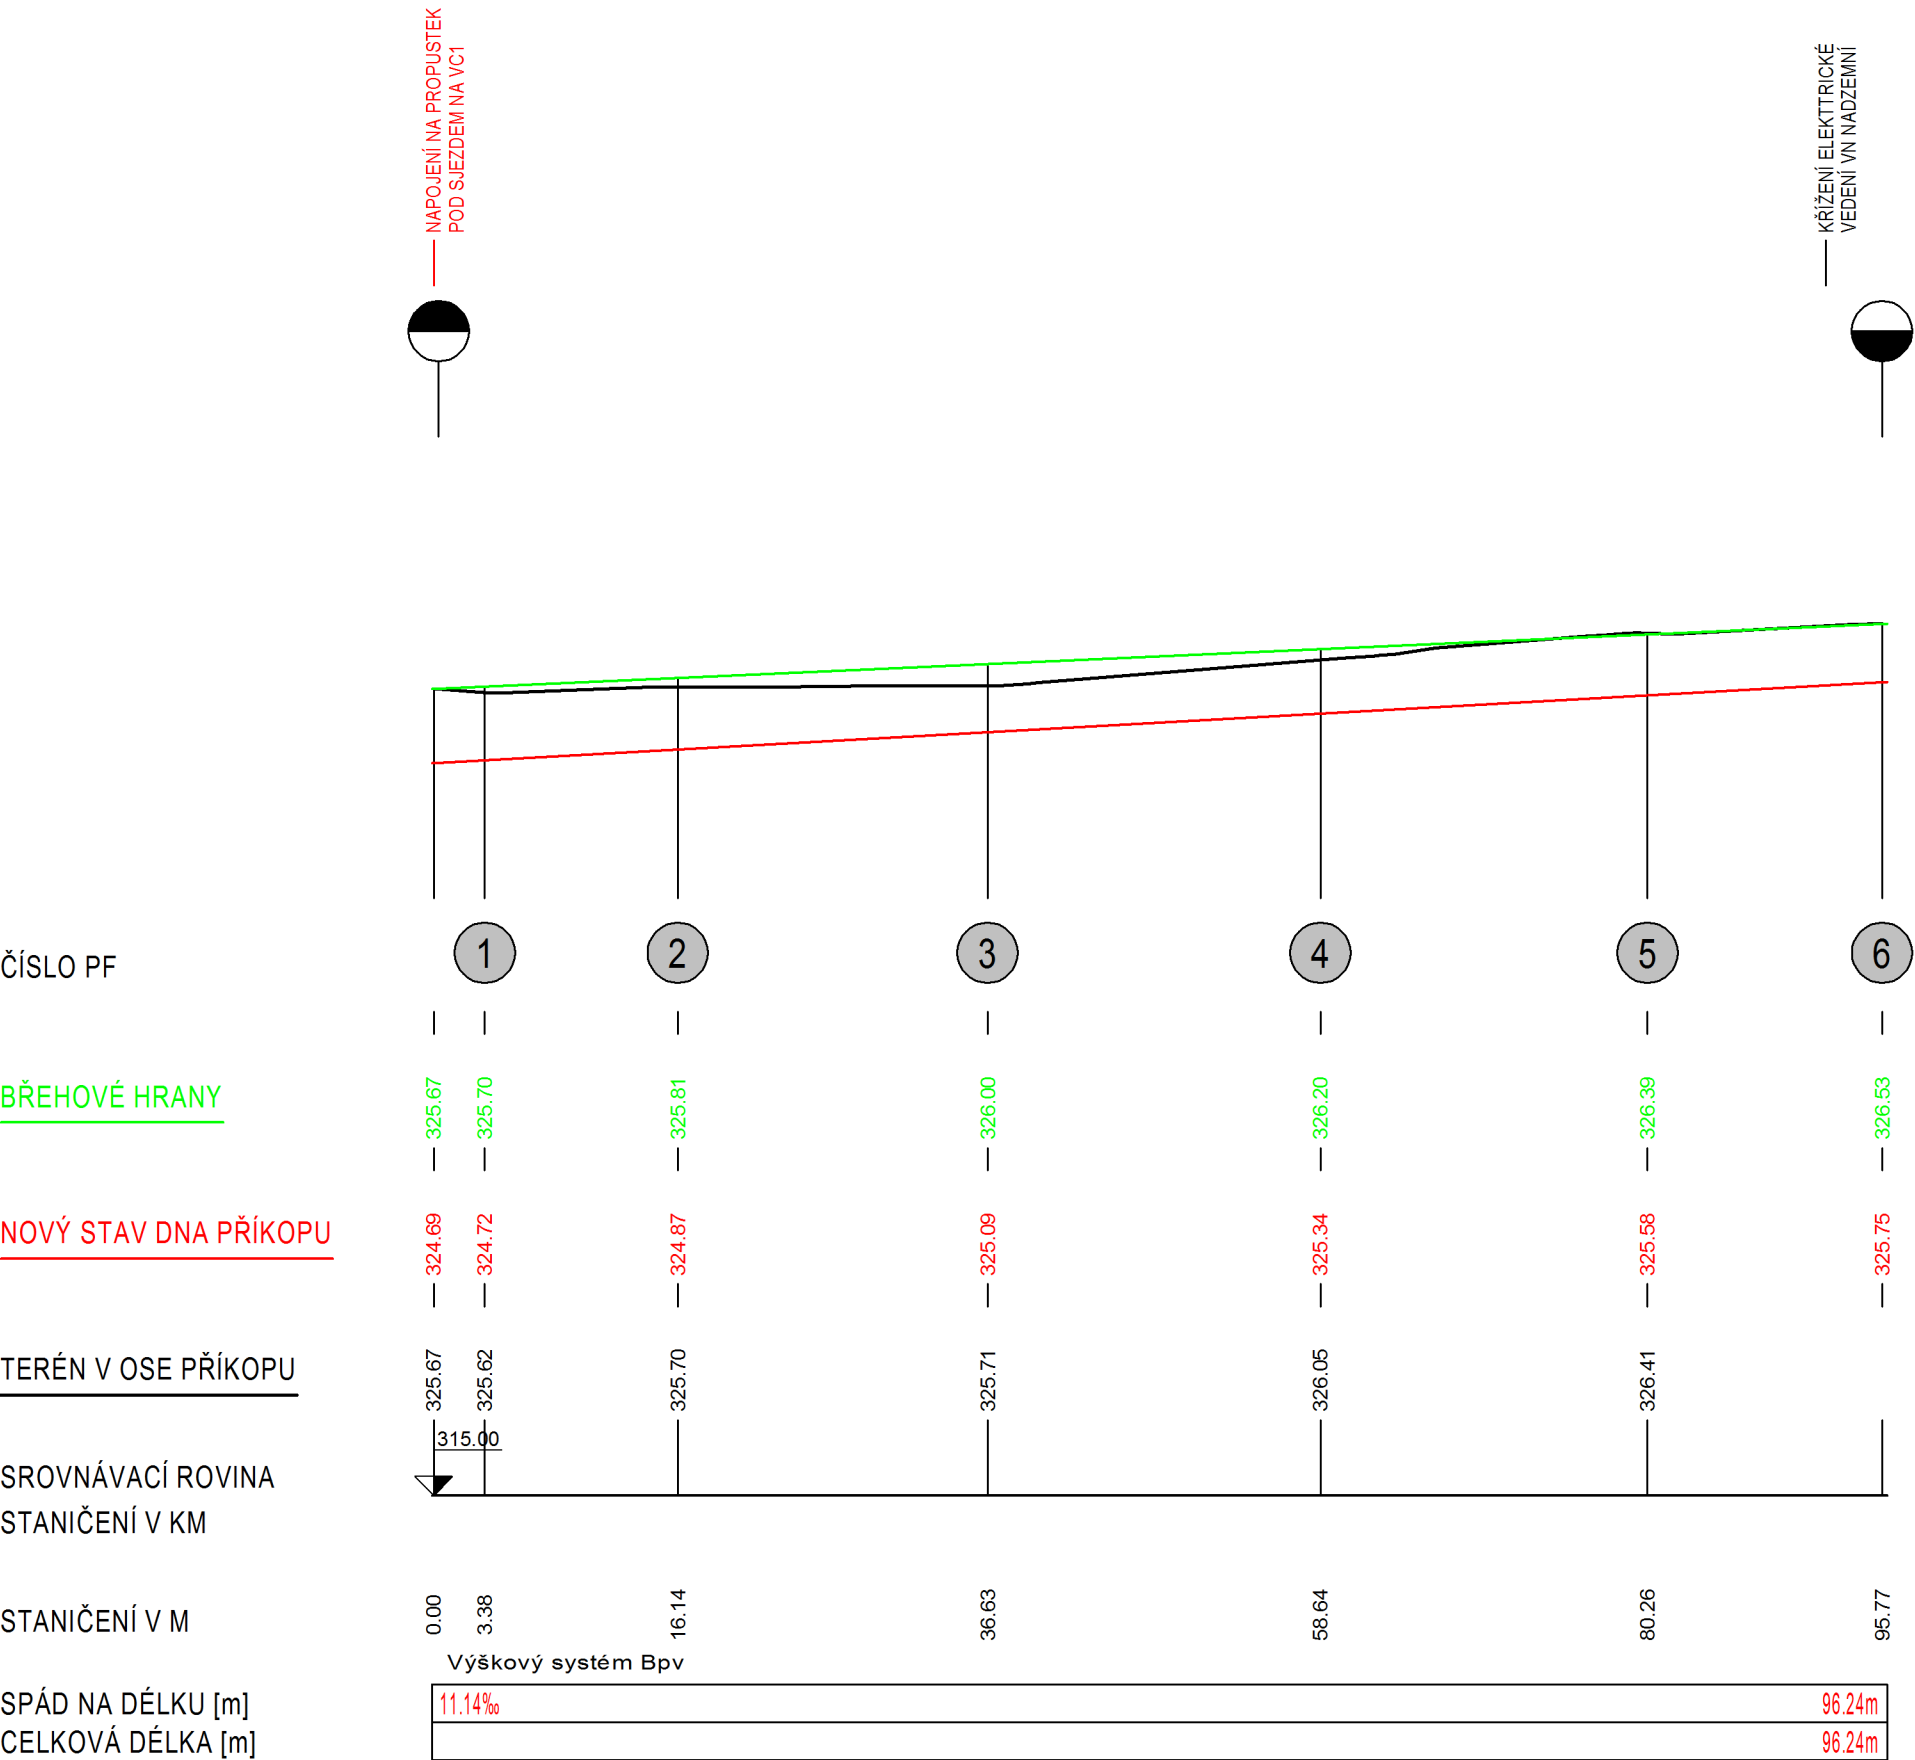 NAPOJENÍ NA PROPUSTEK
POD SJEZDEM NA VC1
KŘÍŽENÍ ELEKTTRICKÉ
VEDENÍ VN NADZEMNÍ
ČÍSLO PF 1 2 3 4 5 6
BŘEHOVÉ HRANY 325.67 325.70 325.81 326.00 326.20 326.39 326.53
NOVÝ STAV DNA PŘÍKOPU 324.69 324.72 324.87 325.09 325.34 325.58 325.75
TERÉN V OSE PŘÍKOPU 325.67 325.62 325.70 325.71 326.05 326.41
315.00
SROVNÁVACÍ ROVINA
STANIČENÍ V KM
STANIČENÍ V M 0.00 3.38 16.14 36.63 58.64 80.26 95.77
Výškový systém Bpv
SPÁD NA DÉLKU [m] 11.14‰ 96.24m
CELKOVÁ DÉLKA [m] 96.24m